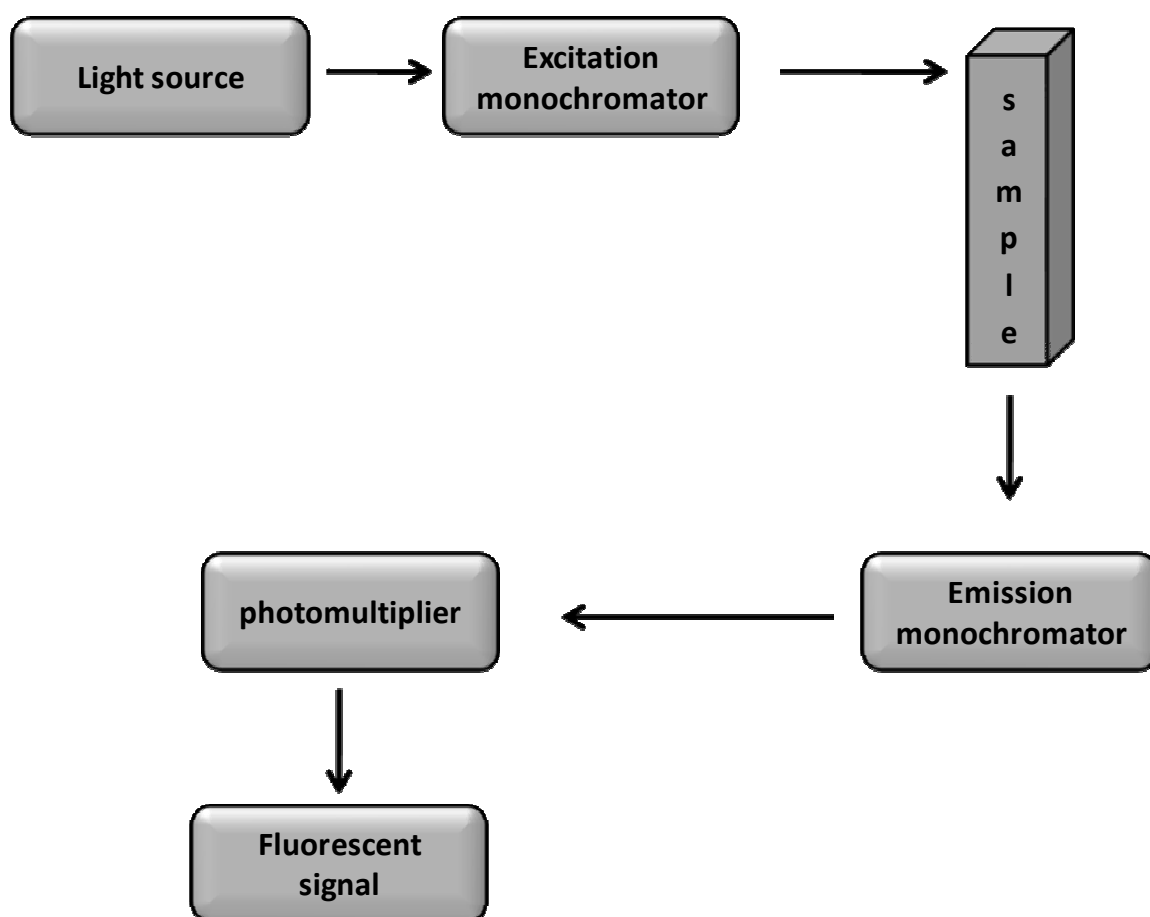 Light source
Excitation
monochromator
s
a
m
p
l
e
Emission
monochromator
photomultiplier
Fluorescent
signal